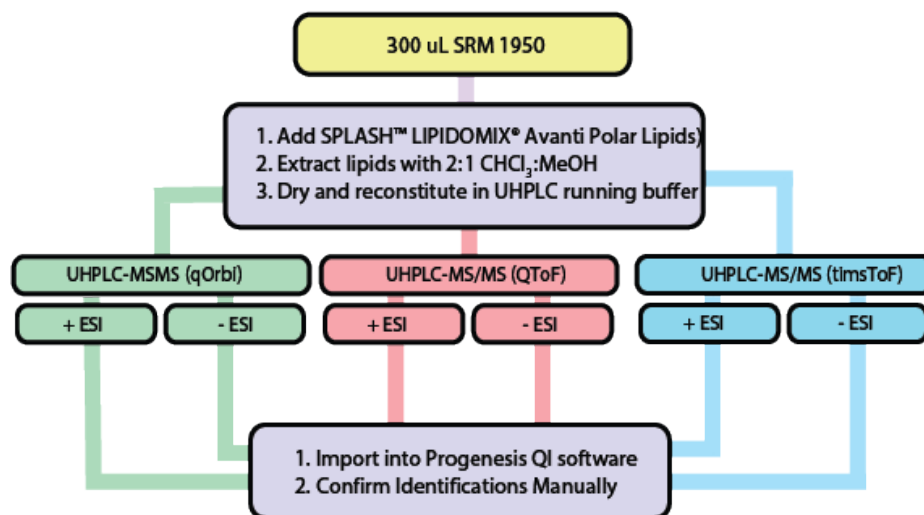 300 uL SRM 1950
1. Add SPLASH™ LIPIDOMIX® Avanti Polar Lipids)
2. Extract lipids with 2:1 CHCl₃:MeOH
3. Dry and reconstitute in UHPLC running buffer
UHPLC-MSMS (qOrbi)
UHPLC-MS/MS (QToF)
UHPLC-MS/MS (timsToF)
+ ESI
- ESI
+ ESI
- ESI
+ ESI
- ESI
1. Import into Progenesis QI software
2. Confirm Identifications Manually